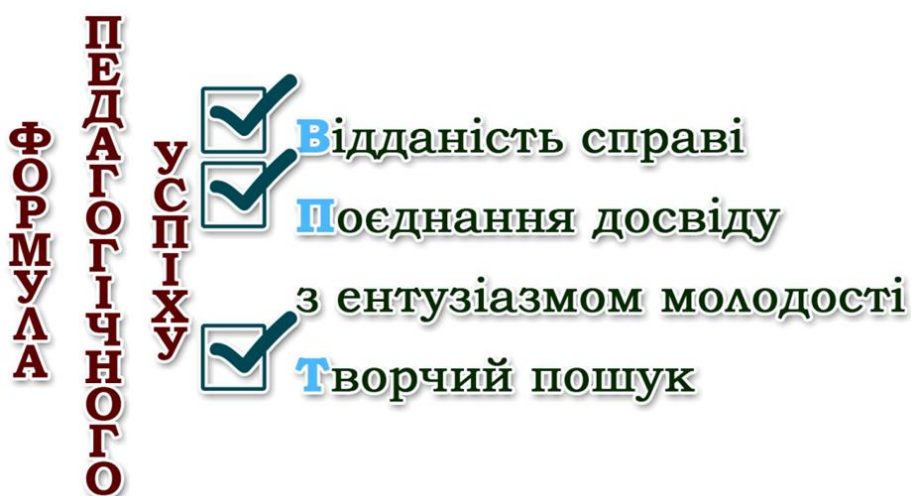 ФОРМУЛА
ПЕДАГОГІЧНОГО
УСПІХУ
Відданість справі
Поєднання досвіду
з ентузіазмом молодості
Творчий пошук